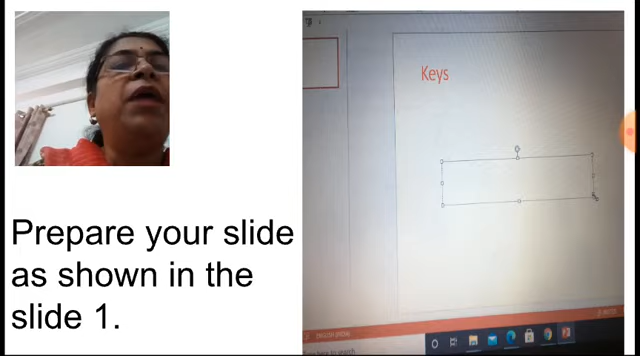 Keys
Prepare your slide
as shown in the
slide 1.